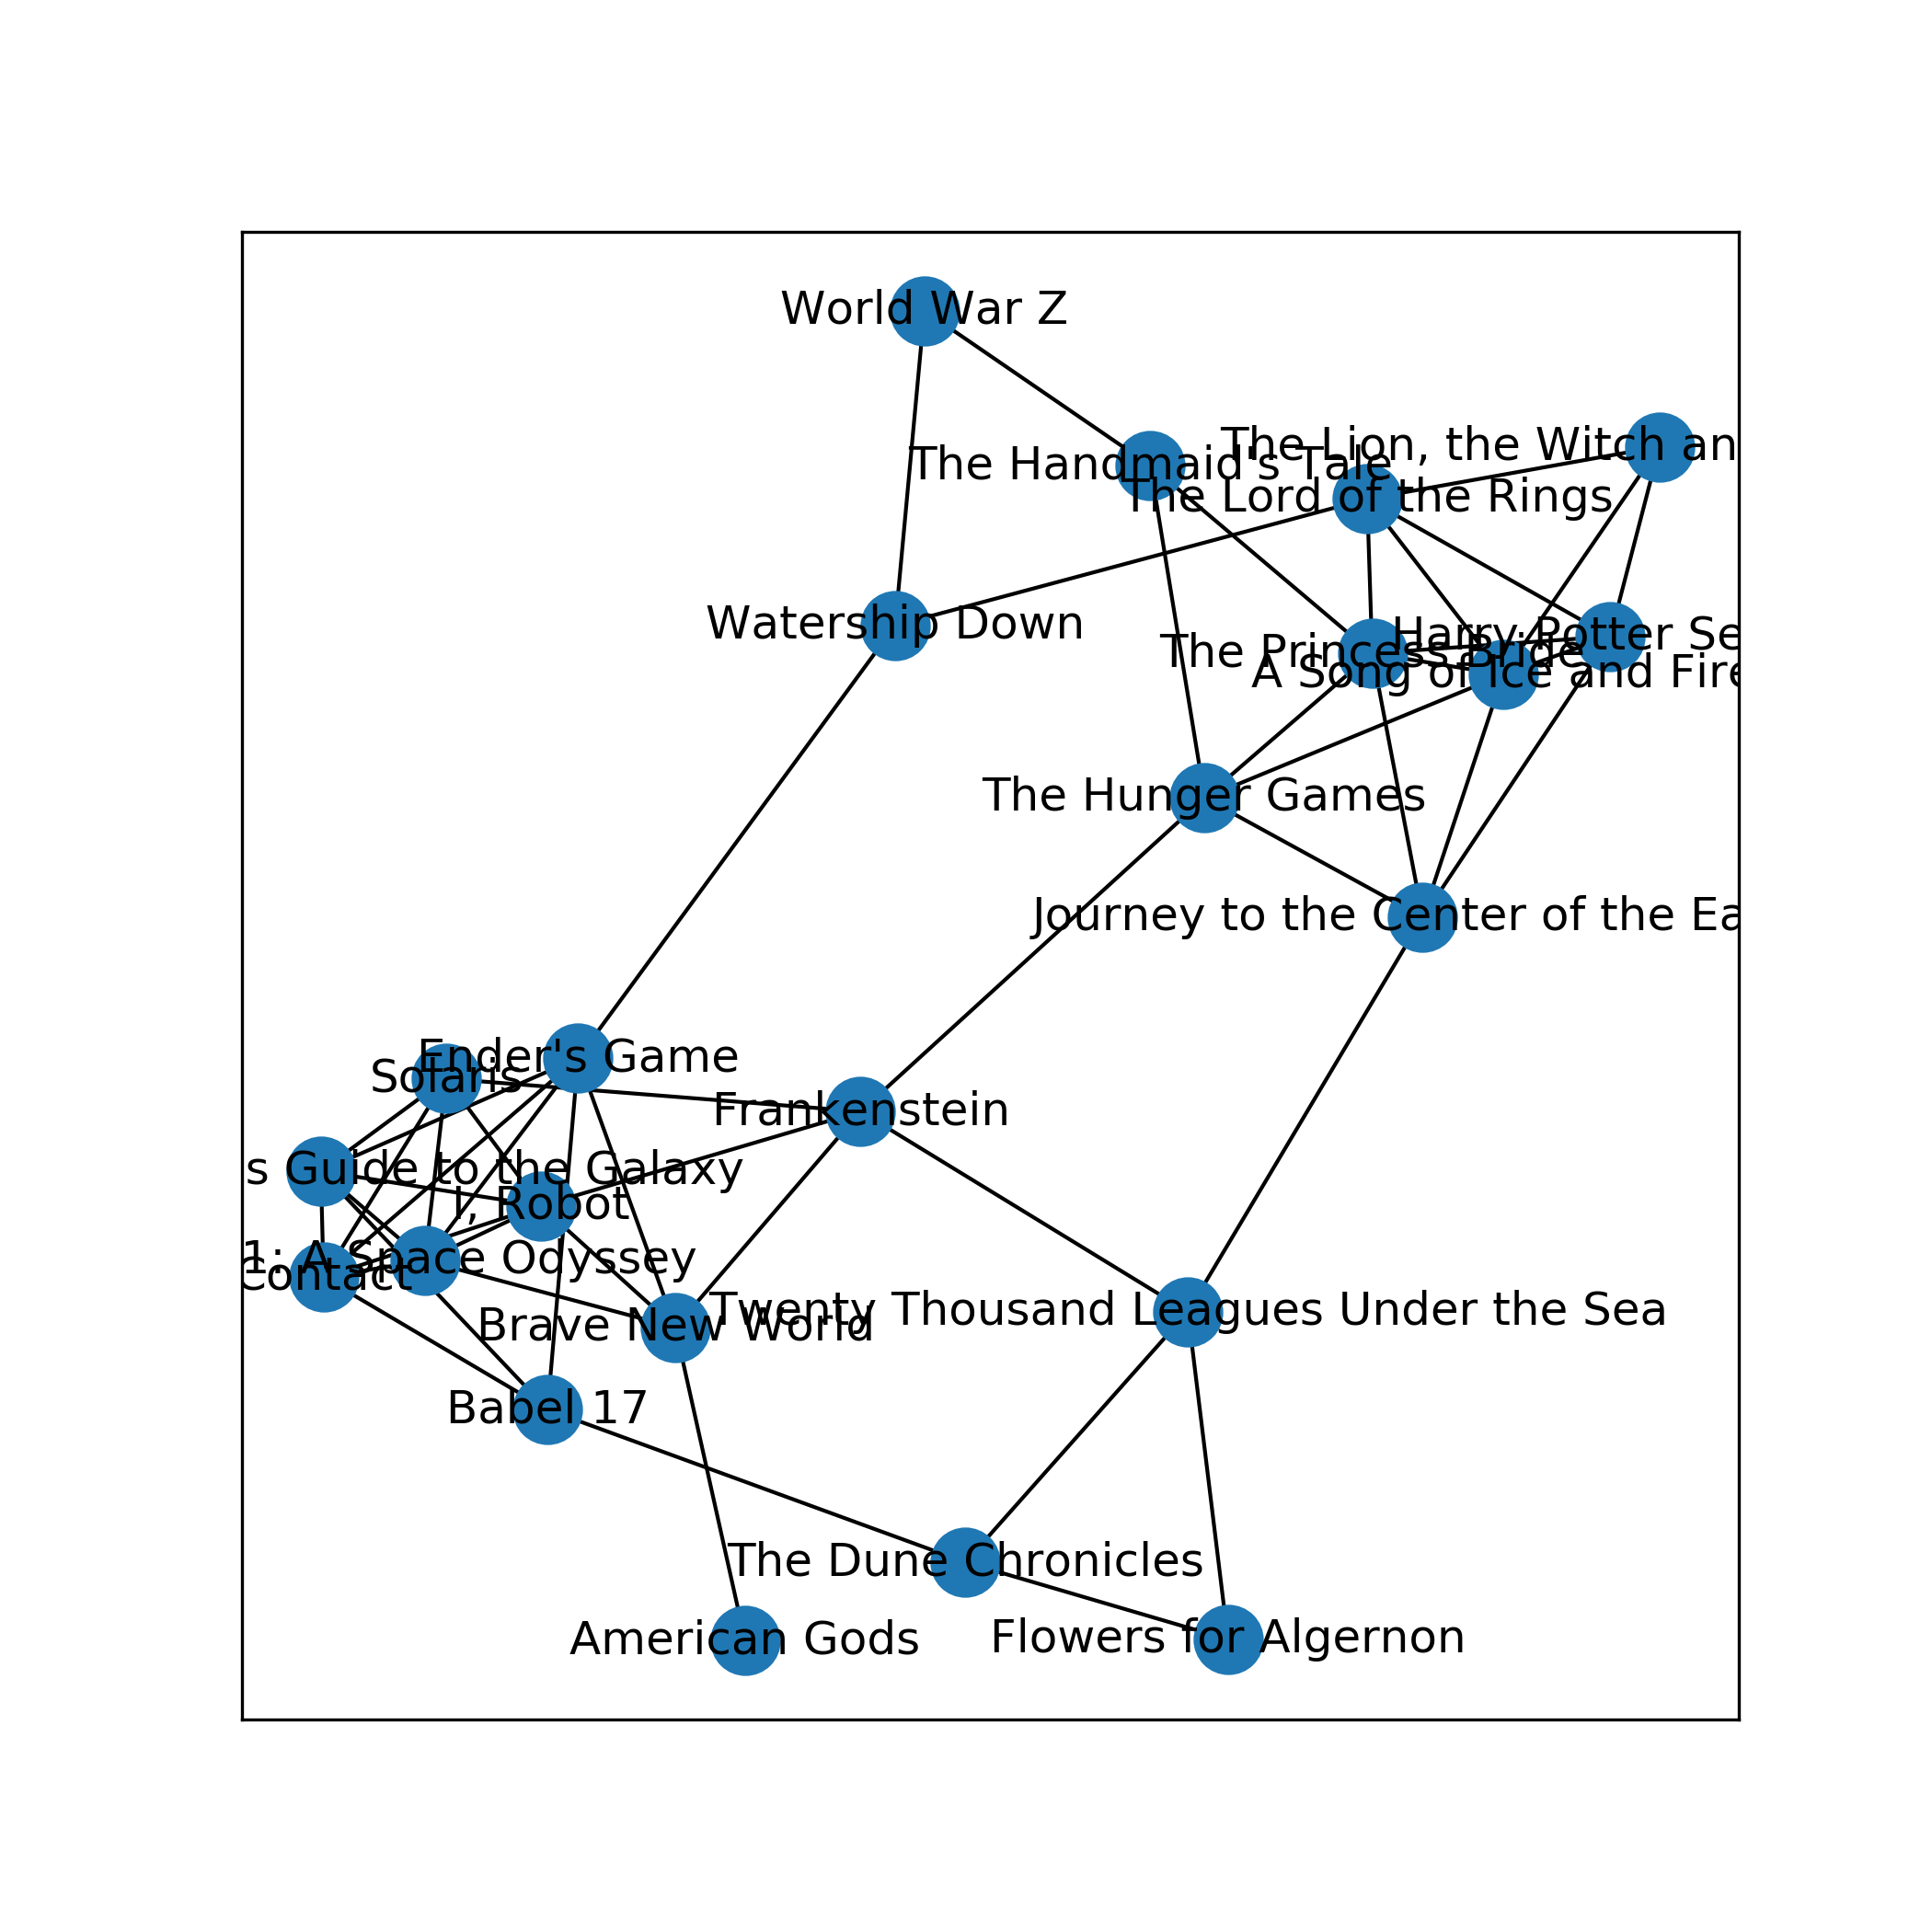 World War Z
The Lion, the Witch an
The Handmaid's Tale
The Lord of the Rings
Watership Down
Harry Potter Se
The Princess Bride
A Song of Ice and Fire
The Hunger Games
Journey to the Center of the Ea
Ender's Game
Solaris
Frankenstein
s Guide to the Galaxy
I, Robot
1: A Space Odyssey
Contact
Twenty Thousand Leagues Under the Sea
Brave New World
Babel 17
The Dune Chronicles
American Gods
Flowers for Algernon